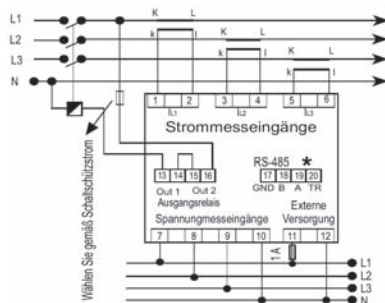 L1
K L
L2
K L
L3
k l
K L
N
k l
k l
1 2 3 4 5 6
IL1 IL2 IL3
Strommesseingänge
RS-485 *
13 14 15 16
17 18 19 20
Out 1 Out 2
GND B A TR
Ausgangsrelais
Externe
Spannungmesseingänge
Versorgung
7 8 9 10 11 12
1 A
Wählen Sie gemäß Schaltschützstrom
L1
L2
L3
N